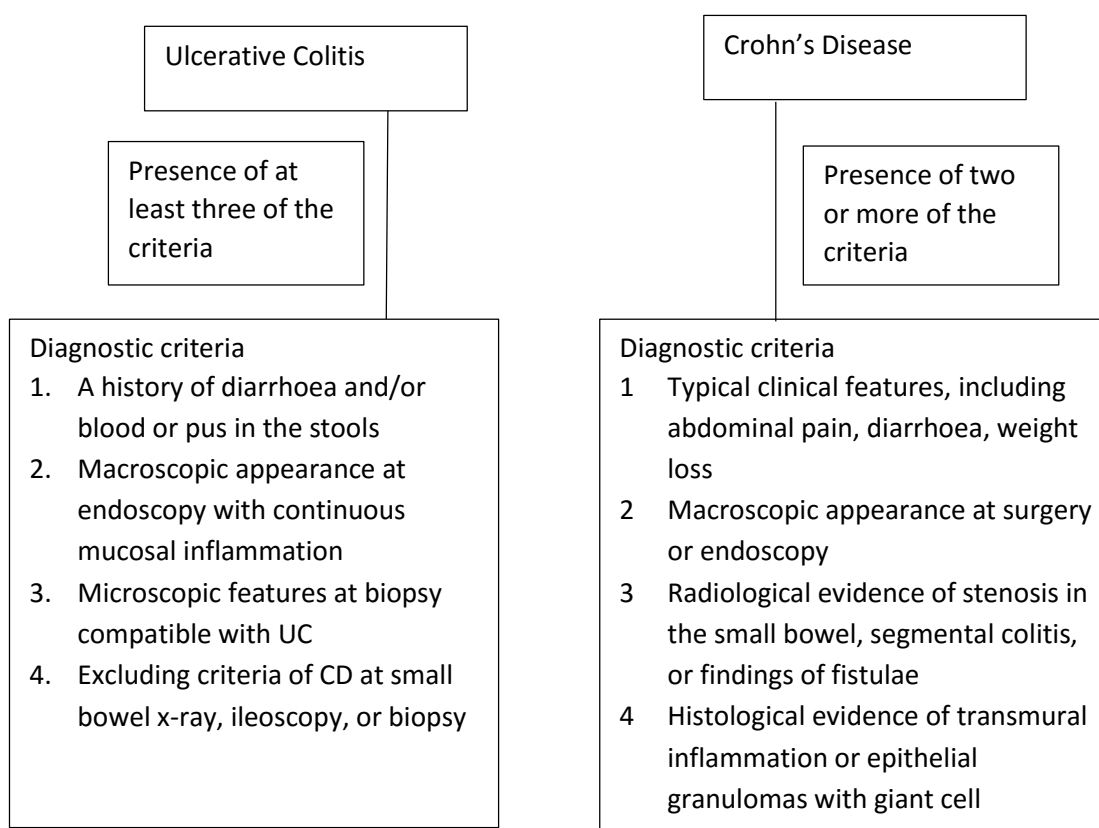 Ulcerative Colitis
Presence of at
least three of the
criteria
Diagnostic criteria
1. A history of diarrhoea and/or
blood or pus in the stools
2. Macroscopic appearance at
endoscopy with continuous
mucosal inflammation
3. Microscopic features at biopsy
compatible with UC
4. Excluding criteria of CD at small
bowel x-ray, ileoscopy, or biopsy
Crohn’s Disease
Presence of two
or more of the
criteria
Diagnostic criteria
1 Typical clinical features, including
abdominal pain, diarrhoea, weight
loss
2 Macroscopic appearance at surgery
or endoscopy
3 Radiological evidence of stenosis in
the small bowel, segmental colitis,
or findings of fistulae
4 Histological evidence of transmural
inflammation or epithelial
granulomas with giant cell